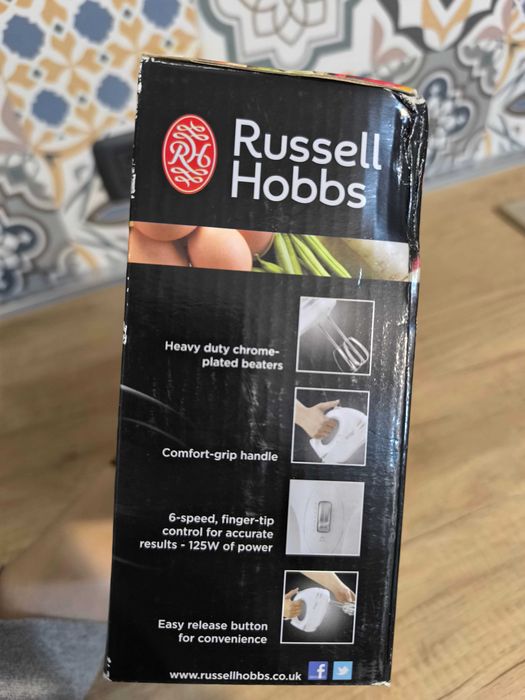 RH
Russell
Hobbs
Heavy duty chrome-
plated beaters
Comfort-grip handle
6-speed, finger-tip
control for accurate
results - 125W of power
Easy release button
for convenience
www.russellhobbs.co.uk f